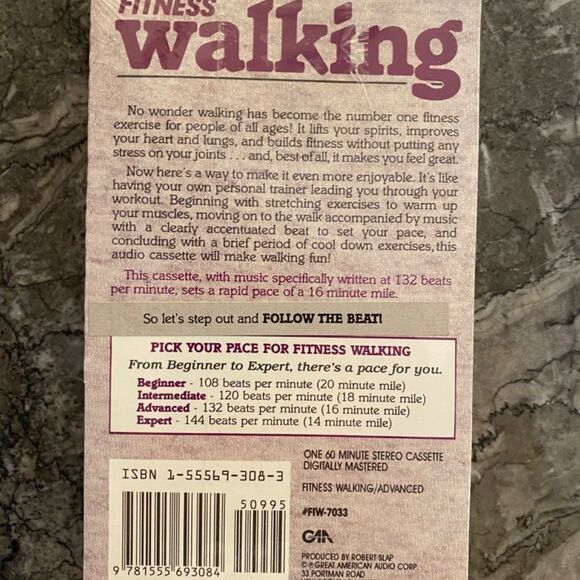 FITNESS
walking
No wonder walking has become the number one fitness
exercise for people of all ages! It lifts your spirits, improves
your heart and lungs, and builds fitness without putting any
stress on your joints . . . and, best of all, it makes you feel great.
Now here's a way to make it even more enjoyable. It's like
having your own personal trainer leading you through your
workout. Beginning with stretching exercises to warm up
your muscles, moving on to the walk accompanied by music
with a clearly accentuated beat to set your pace, and
concluding with a brief period of cool down exercises, this
audio cassette will make walking fun!
This cassette, with music specifically written at 132 beats
per minute, sets a rapid pace of a 16 minute mile.
So let's step out and FOLLOW THE BEAT!
PICK YOUR PACE FOR FITNESS WALKING
From Beginner to Expert, there's a pace for you.
Beginner - 108 beats per minute (20 minute mile)
Intermediate - 120 beats per minute (18 minute mile)
Advanced - 132 beats per minute (16 minute mile)
Expert - 144 beats per minute (14 minute mile)
ISBN 1-55569-308-3
50995
9 781555 693084
ONE 60 MINUTE STEREO CASSETTE
DIGITALLY MASTERED
FITNESS WALKING/ADVANCED
#FIW-7033
GAA
PRODUCED BY ROBERT SLAP
©℗ GREAT AMERICAN AUDIO CORP.
33 PORTMAN ROAD